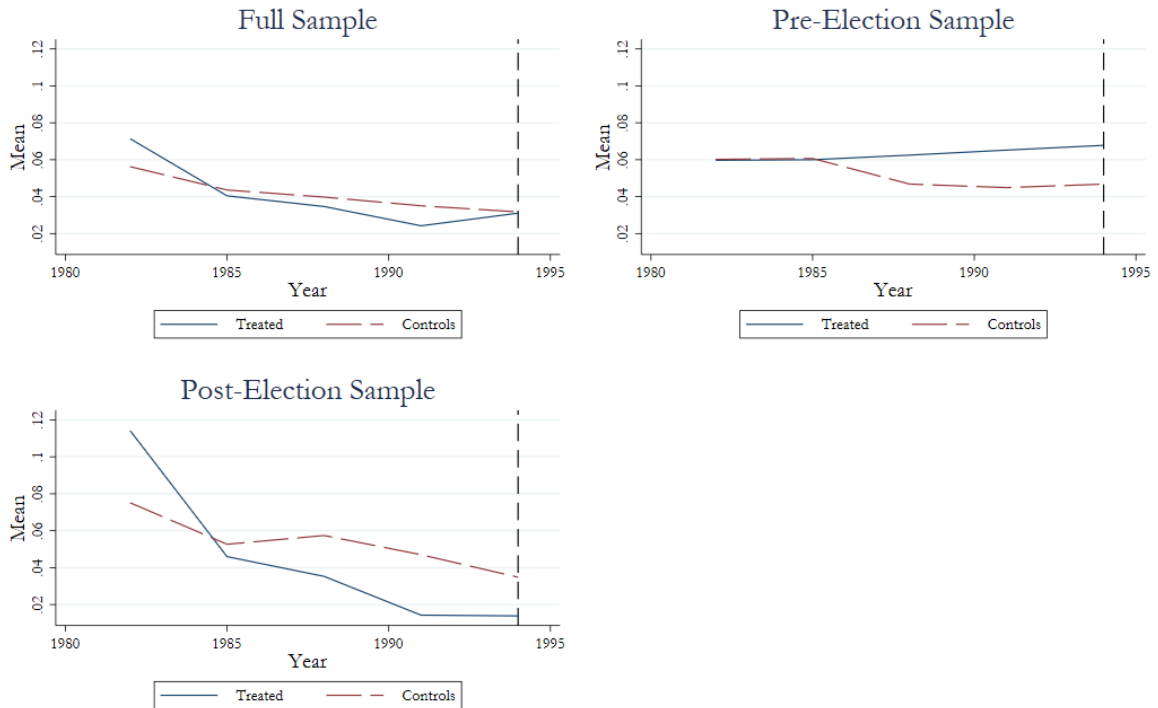 Full Sample
.12
.1
.08
.06
.04
.02
Mean
1980
1985
1990
1995
Year
Treated
Controls
Pre-Election Sample
.12
.1
.08
.06
.04
.02
Mean
1980
1985
1990
1995
Year
Treated
Controls
Post-Election Sample
.12
.1
.08
.06
.04
.02
Mean
1980
1985
1990
1995
Year
Treated
Controls